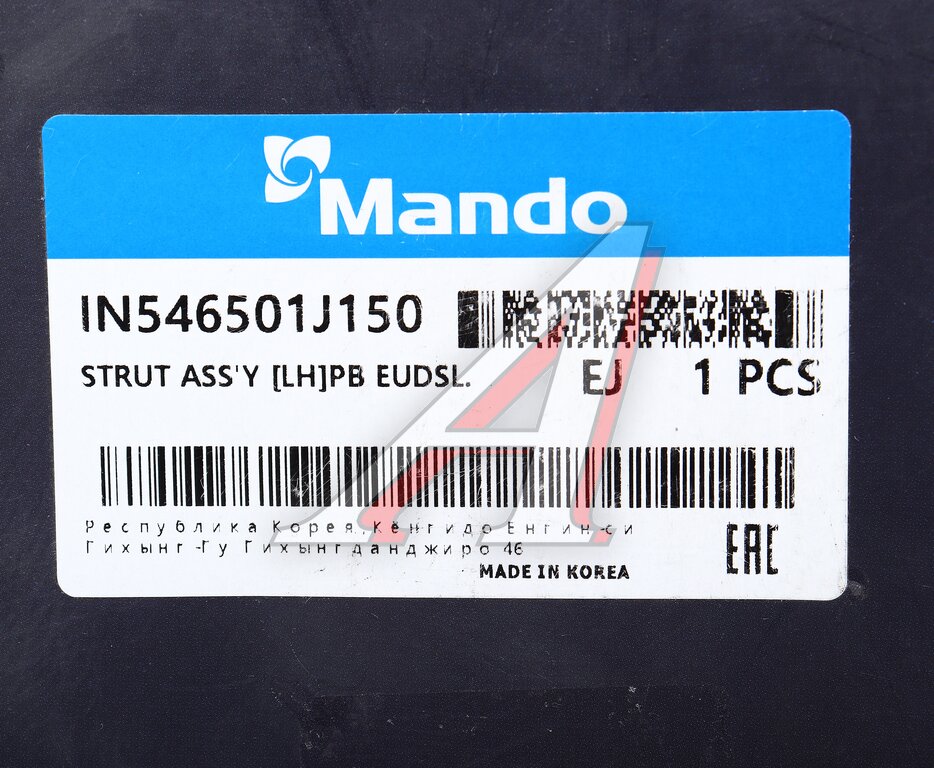 Mando
IN546501J150
STRUT ASS'Y [LH]PB EUDSL.
EJ 1 PCS
Республика Корея,Кёнгидо Енгин-си
Гихынг-Гу Гихынгданджиро 46
MADE IN KOREA
EAC